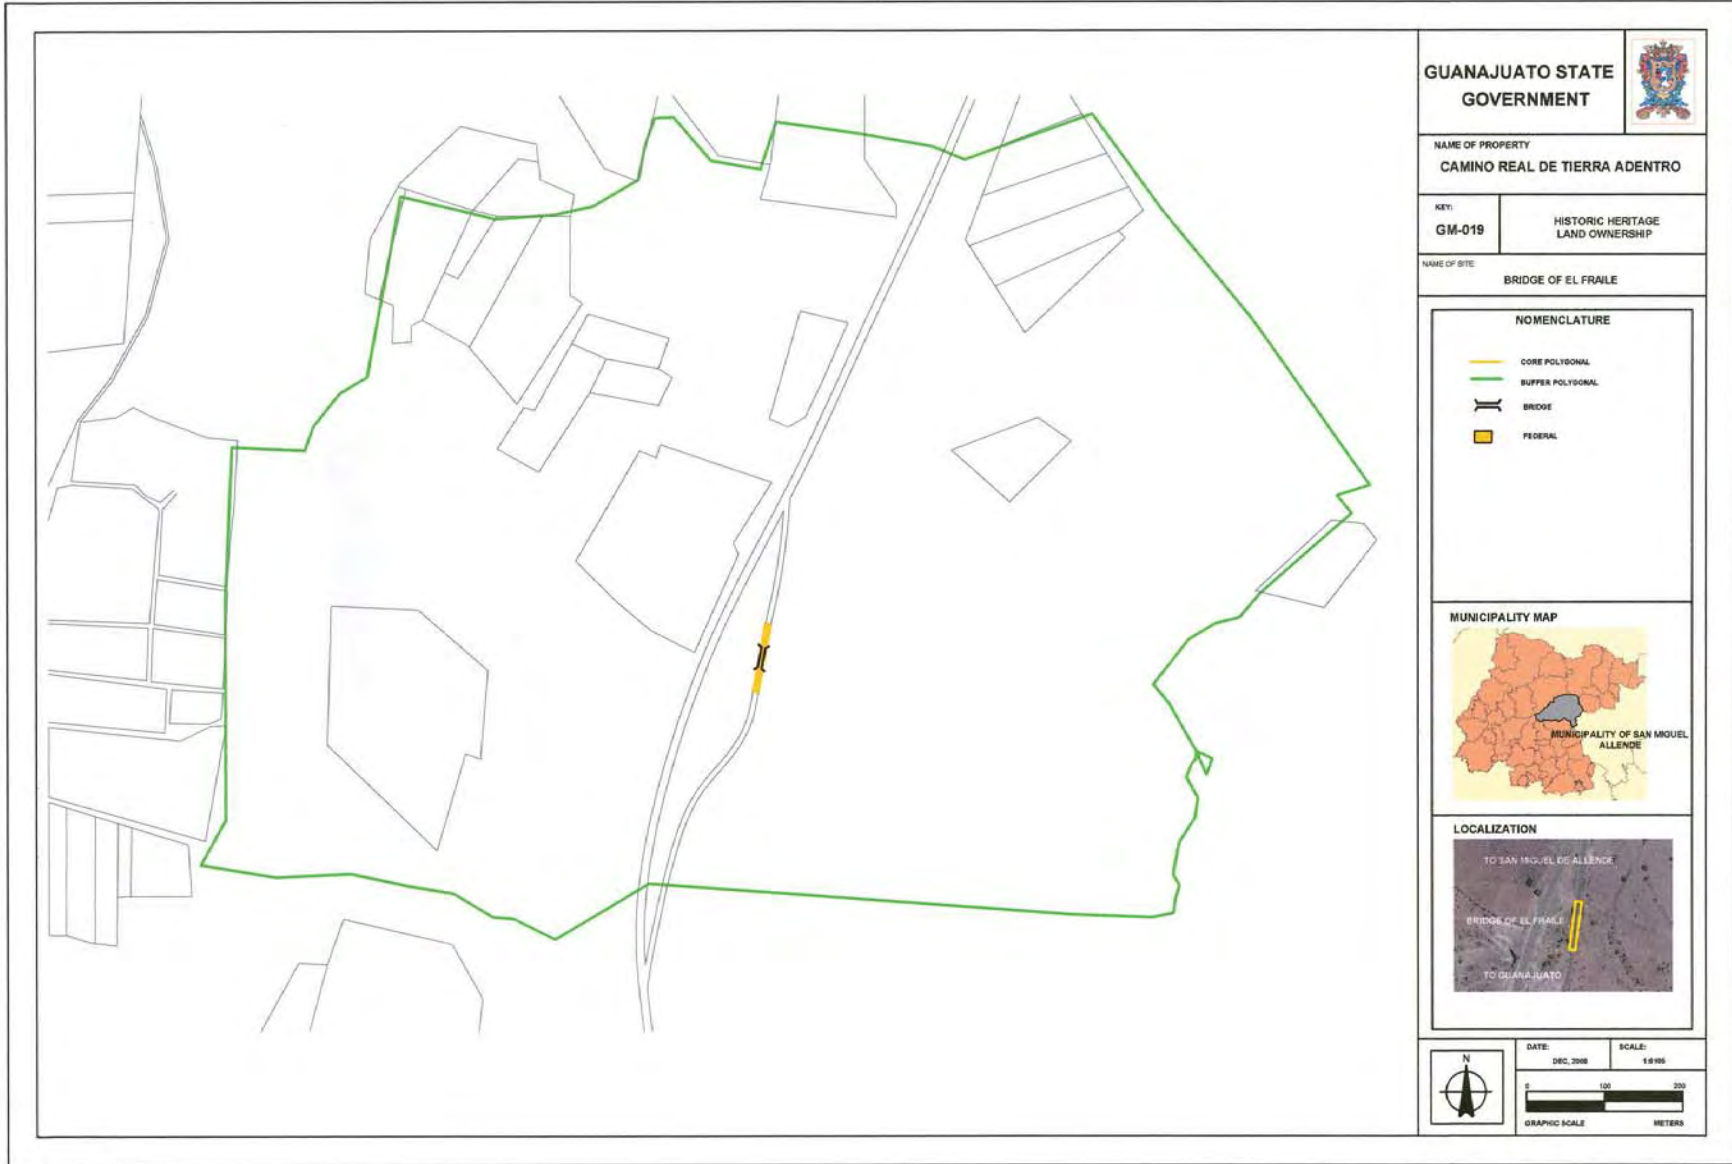 GUANAJUATO STATE
GOVERNMENT
NAME OF PROPERTY
CAMINO REAL DE TIERRA ADENTRO
KEY:
GM-019
HISTORIC HERITAGE
LAND OWNERSHIP
NAME OF SITE
BRIDGE OF EL FRAILE
NOMENCLATURE
CORE POLYGONAL
BUFFER POLYGONAL
BRIDGE
FEDERAL
MUNICIPALITY MAP
MUNICIPALITY OF SAN MIGUEL
ALLENDE
LOCALIZATION
TO SAN MIGUEL DE ALLENDE
BRIDGE OF EL FRAILE
TO GUANAJUATO
N
DATE:
DEC, 2008
SCALE:
0 100 200
GRAPHIC SCALE METERS